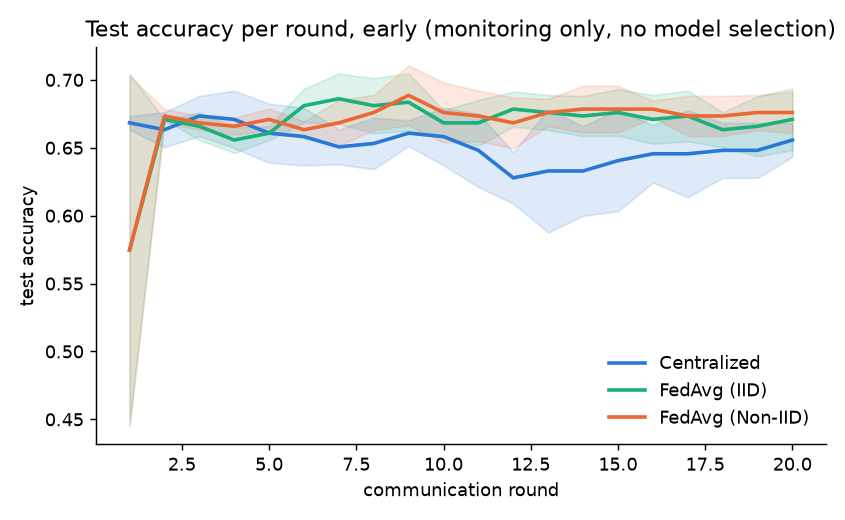 Test accuracy per round, early (monitoring only, no model selection)
test accuracy
0.70
0.65
0.60
0.55
0.50
0.45
Centralized
FedAvg (IID)
FedAvg (Non-IID)
2.5 5.0 7.5 10.0 12.5 15.0 17.5 20.0
communication round